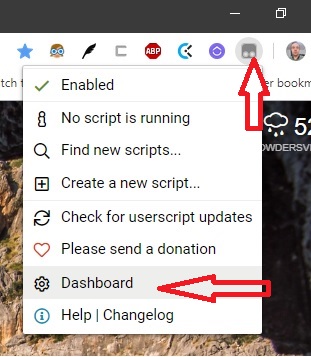 ABP
tch f
er bookm
Enabled
52
No script is running
OWDERSV
Find new scripts...
Create a new script...
Check for userscript updates
Please send a donation
Dashboard
Help | Changelog